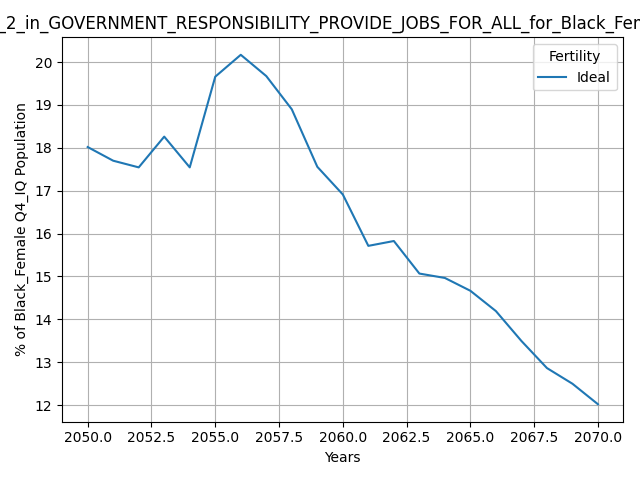 _2_in_GOVERNMENT_RESPONSIBILITY_PROVIDE_JOBS_FOR_ALL_for_Black_Fem
Fertility
Ideal
% of Black_Female Q4_IQ Population
20
19
18
17
16
15
14
13
12
2050.0 2052.5 2055.0 2057.5 2060.0 2062.5 2065.0 2067.5 2070.0
Years